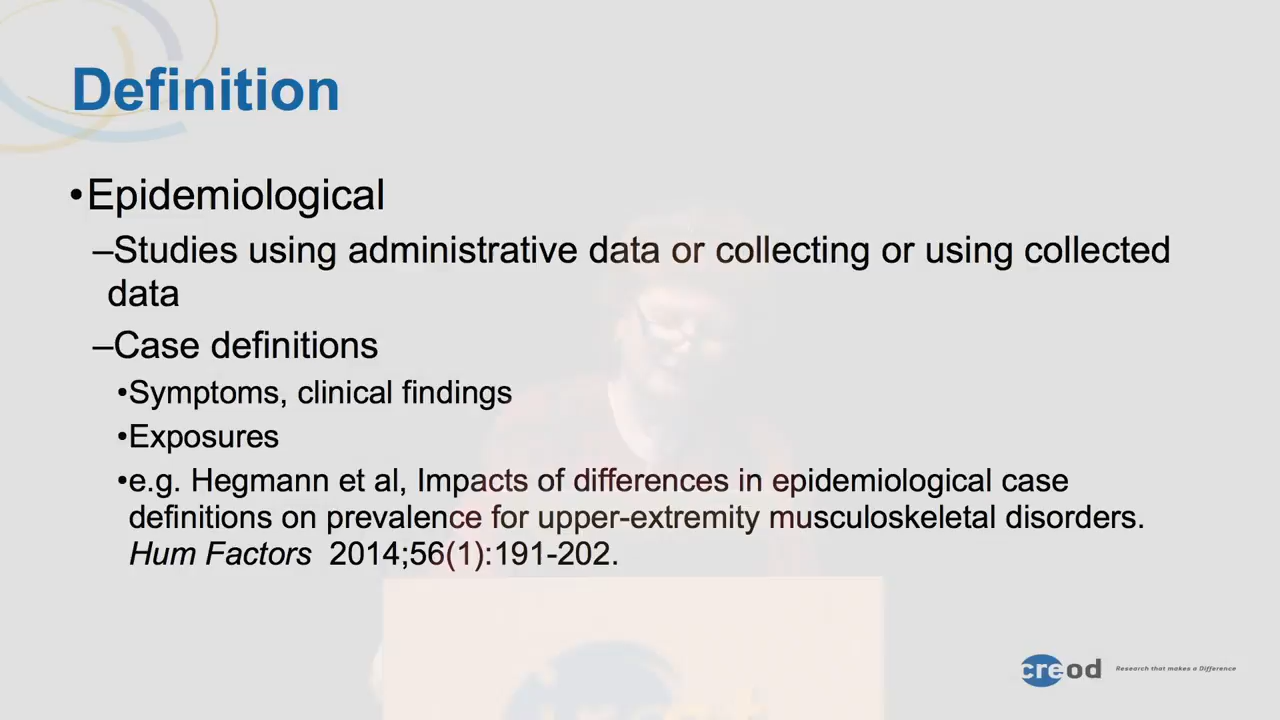 Definition
•Epidemiological
–Studies using administrative data or collecting or using collected
data
–Case definitions
•Symptoms, clinical findings
•Exposures
•e.g. Hegmann et al, Impacts of differences in epidemiological case
definitions on prevalence for upper-extremity musculoskeletal disorders.
Hum Factors 2014;56(1):191-202.
creod Research that makes a Difference